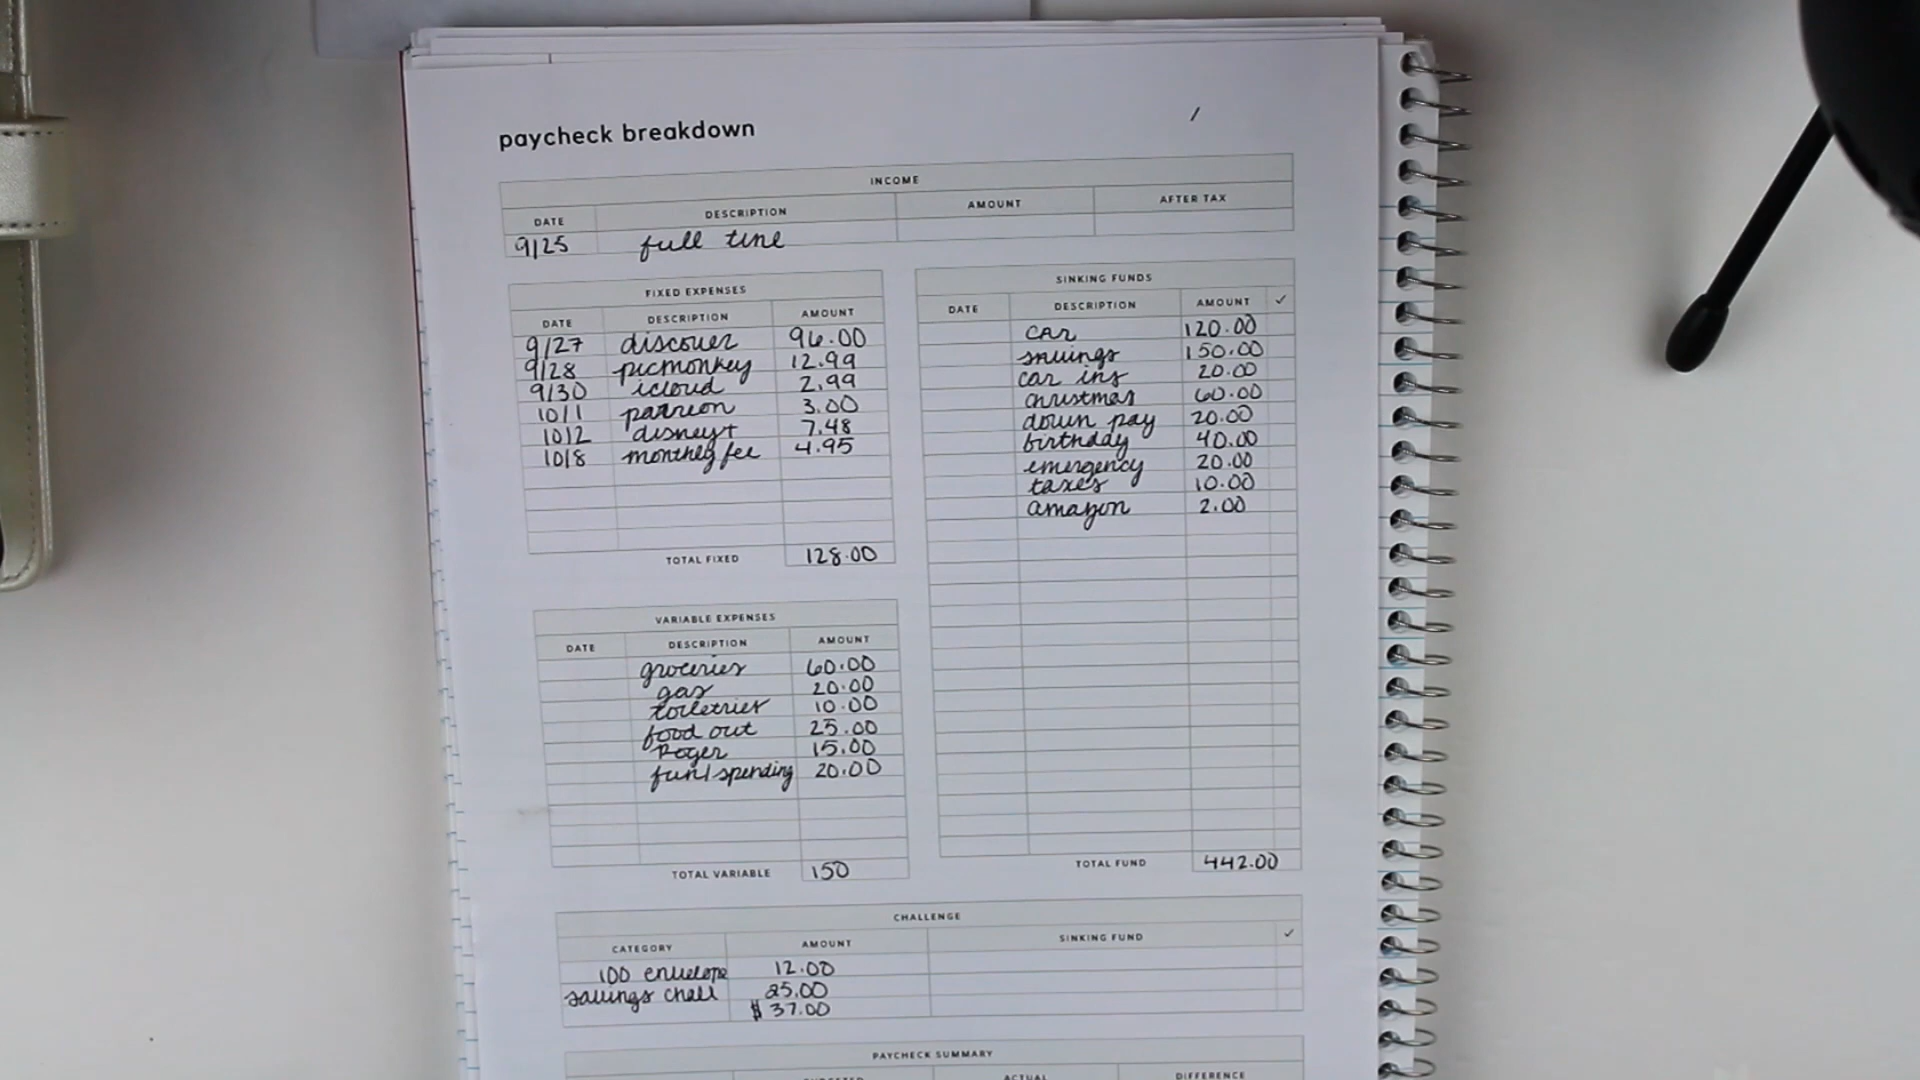 paycheck breakdown
INCOME
DATE DESCRIPTION AMOUNT AFTER TAX
9/25 full time
FIXED EXPENSES
DATE DESCRIPTION AMOUNT
9/27 discover 96.00
9/28 picmonkey 12.99
9/30 icloud 2.99
10/1 patreon 3.00
10/2 disney+ 7.48
10/8 monthly fee 4.95
TOTAL FIXED 128.00
VARIABLE EXPENSES
DATE DESCRIPTION AMOUNT
groceries 60.00
gas 20.00
toiletries 10.00
food out 25.00
Roger 15.00
fun/spending 20.00
TOTAL VARIABLE 150
SINKING FUNDS
DATE DESCRIPTION AMOUNT ✓
car 120.00
savings 150.00
car ins 20.00
christmas 60.00
down pay 20.00
birthday 40.00
emergency 20.00
taxes 10.00
amazon 2.00
TOTAL FUND 442.00
CHALLENGE
CATEGORY AMOUNT SINKING FUND ✓
100 envelope 12.00
savings chall 25.00
$ 37.00
PAYCHECK SUMMARY
BUDGETED ACTUAL DIFFERENCE